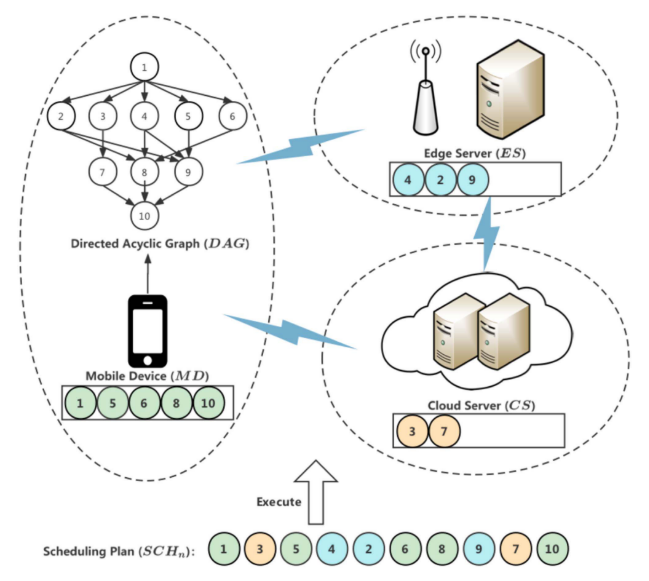 1
2 3 4 5 6
7 8 9
10
Directed Acyclic Graph (DAG)
Mobile Device (MD)
1 5 6 8 10
Edge Server (ES)
4 2 9
Cloud Server (CS)
3 7
Execute
Scheduling Plan (SCHₙ): 1 3 5 4 2 6 8 9 7 10